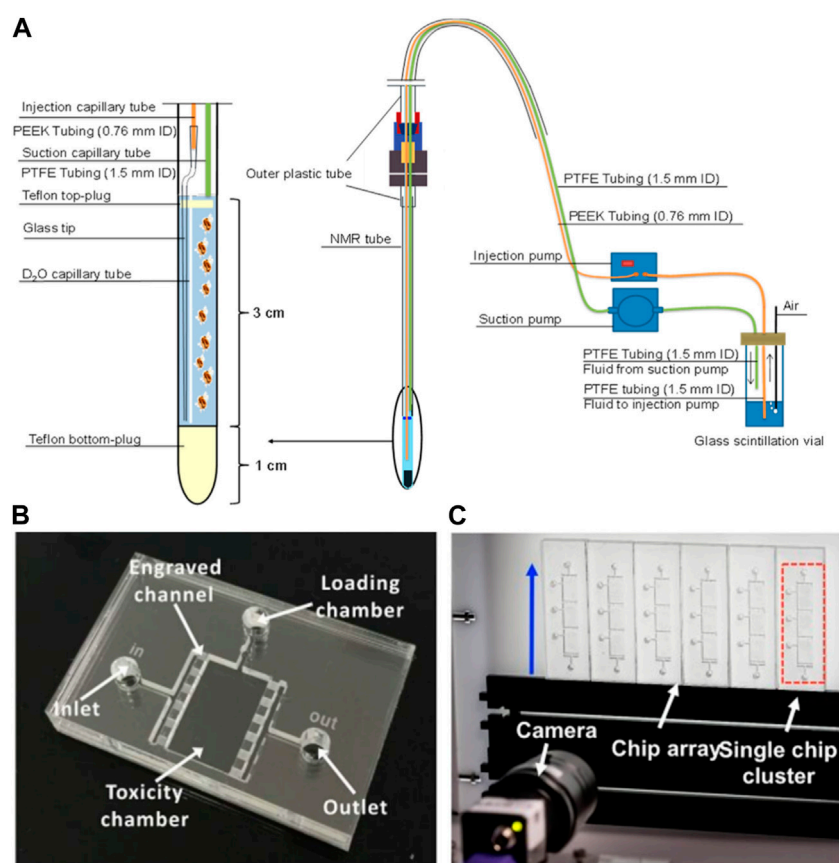 A
Injection capillary tube
PEEK Tubing (0.76 mm ID)
Suction capillary tube
PTFE Tubing (1.5 mm ID)
Teflon top-plug
Glass tip
D₂O capillary tube
3 cm
Teflon bottom-plug
1 cm
Outer plastic tube
NMR tube
PTFE Tubing (1.5 mm ID)
PEEK Tubing (0.76 mm ID)
Injection pump
Suction pump
Air
PTFE Tubing (1.5 mm ID)
Fluid from suction pump
PTFE tubing (1.5 mm ID)
Fluid to injection pump
Glass scintillation vial
B
Engraved
channel
Loading
chamber
in
Inlet
out
Toxicity
chamber
Outlet
C
Camera
Chip array
Single chip
cluster